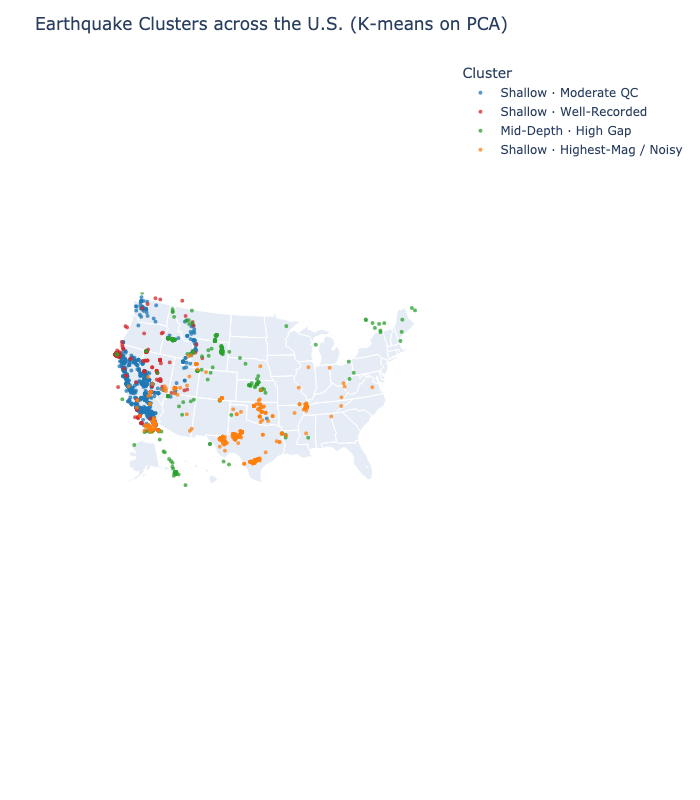 Earthquake Clusters across the U.S. (K-means on PCA)
Cluster
Shallow · Moderate QC
Shallow · Well-Recorded
Mid-Depth · High Gap
Shallow · Highest-Mag / Noisy